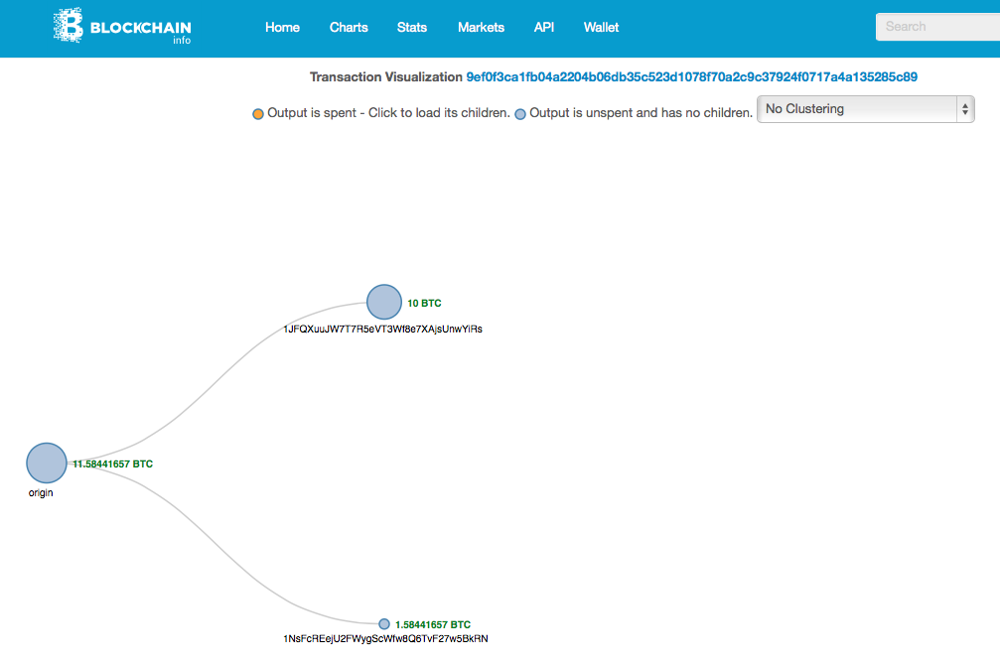 BLOCKCHAIN
info
Home Charts Stats Markets API Wallet
Search
Transaction Visualization 9ef0f3ca1fb04a2204b06db35c523d1078f70a2c9c37924f0717a4a135285c89
Output is spent - Click to load its children. Output is unspent and has no children. No Clustering
10 BTC
1JFQXuuJW7T7R5eVT3Wf8e7XAjsUnwYiRs
11.58441657 BTC
origin
1.58441657 BTC
1NsFcREejU2FWygScWfw8Q6TvF27w5BkRN